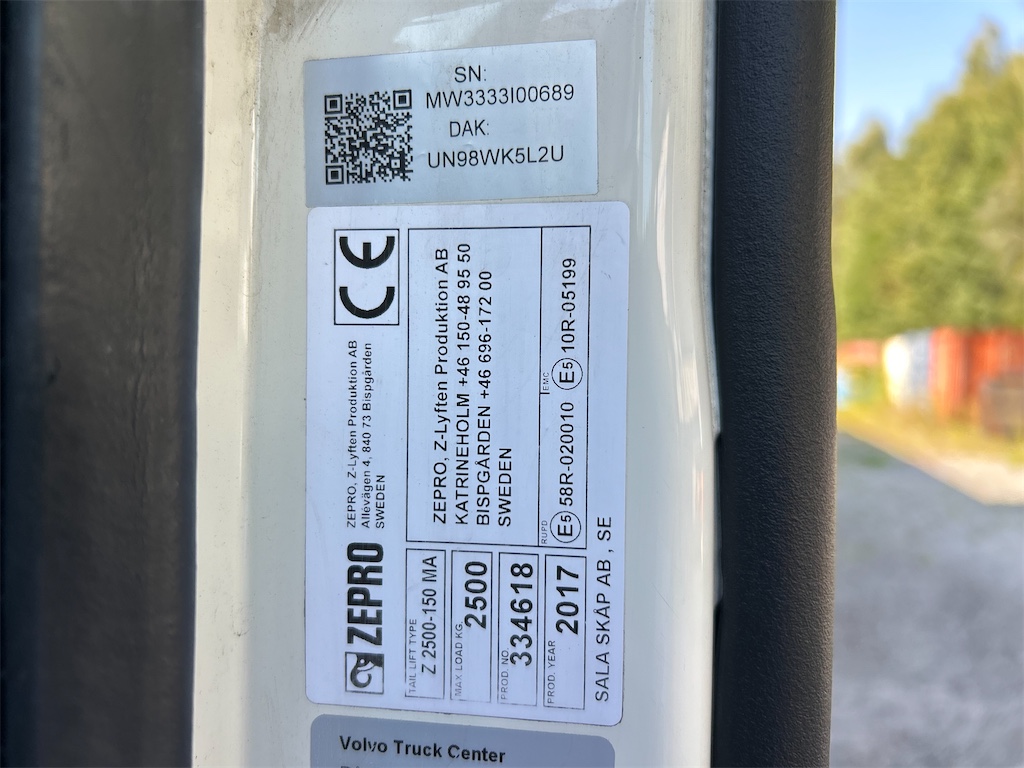 SN:
MW3333I00689
DAK:
UN98WK5L2U
CE
ZEPRO
ZEPRO, Z-Lyften Produktion AB
Allévägen 4, 840 73 Bispgården
SWEDEN
TAIL LIFT TYPE
Z 2500-150 MA
MAX. LOAD KG.
2500
PROD NO.
334618
PROD. YEAR
2017
ZEPRO, Z-Lyften Produktion AB
KATRINEHOLM +46 150-48 95 50
BISPGÅRDEN +46 696-172 00
SWEDEN
RUPD
E5 58R-020010
EMC
E5 10R-05199
SALA SKÅP AB , SE
Volvo Truck Center